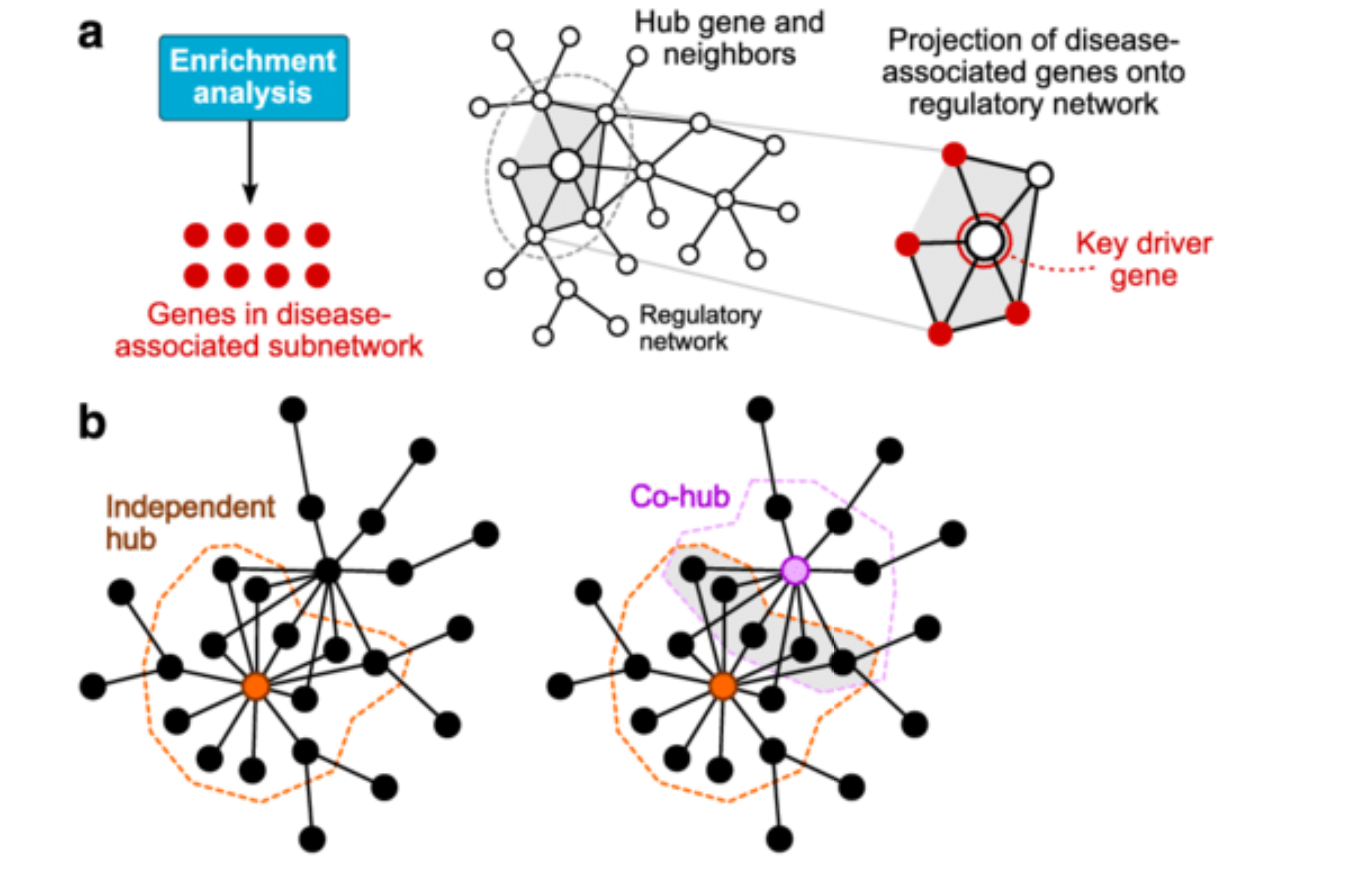 a
Enrichment
analysis
Genes in disease-
associated subnetwork
Hub gene and
neighbors
Regulatory
network
Projection of disease-
associated genes onto
regulatory network
Key driver
gene
b
Independent
hub
Co-hub